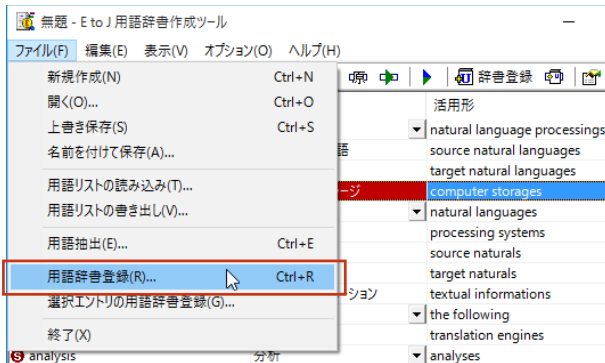 無題 - E to J 用語辞書作成ツール
ファイル(F) 編集(E) 表示(V) オプション(O) ヘルプ(H)
新規作成(N) Ctrl+N
開く(O)... Ctrl+O
上書き保存(S) Ctrl+S
名前を付けて保存(A)...
用語リストの読み込み(T)...
用語リストの書き出し(V)...
用語抽出(E)... Ctrl+E
用語辞書登録(R)... Ctrl+R
選択エントリの用語辞書登録(G)...
終了(X)
辞書登録
活用形
natural language processings
語 source natural languages
target natural languages
ージ computer storages
natural languages
processing systems
source naturals
target naturals
ション textual informations
the following
translation engines
analysis 分析 analyses